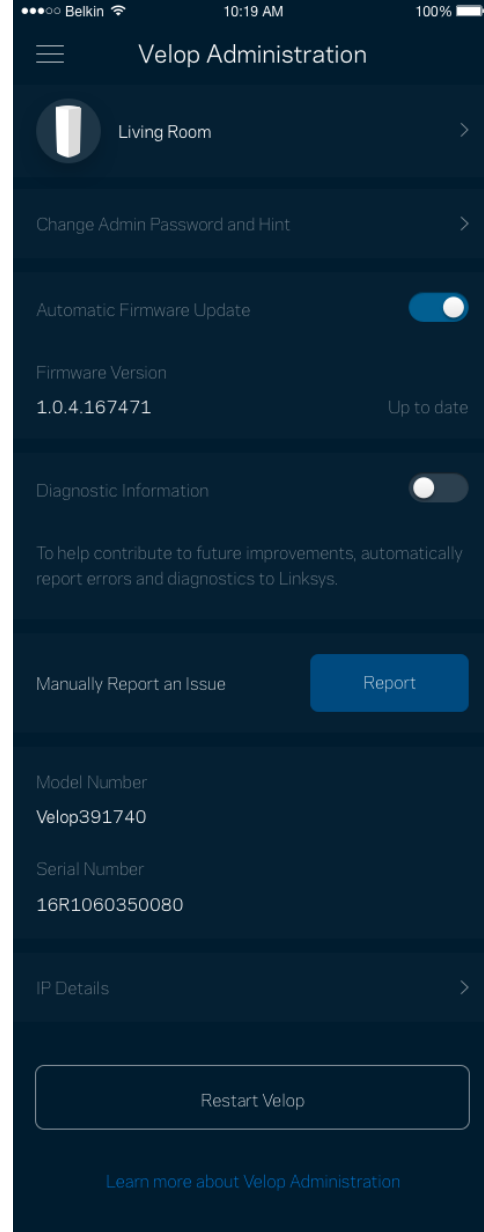 Belkin 10:19 AM 100%
Velop Administration
Living Room
Change Admin Password and Hint
Automatic Firmware Update
Firmware Version
1.0.4.167471 Up to date
Diagnostic Information
To help contribute to future improvements, automatically
report errors and diagnostics to Linksys.
Manually Report an Issue Report
Model Number
Velop391740
Serial Number
16R1060350080
IP Details
Restart Velop
Learn more about Velop Administration